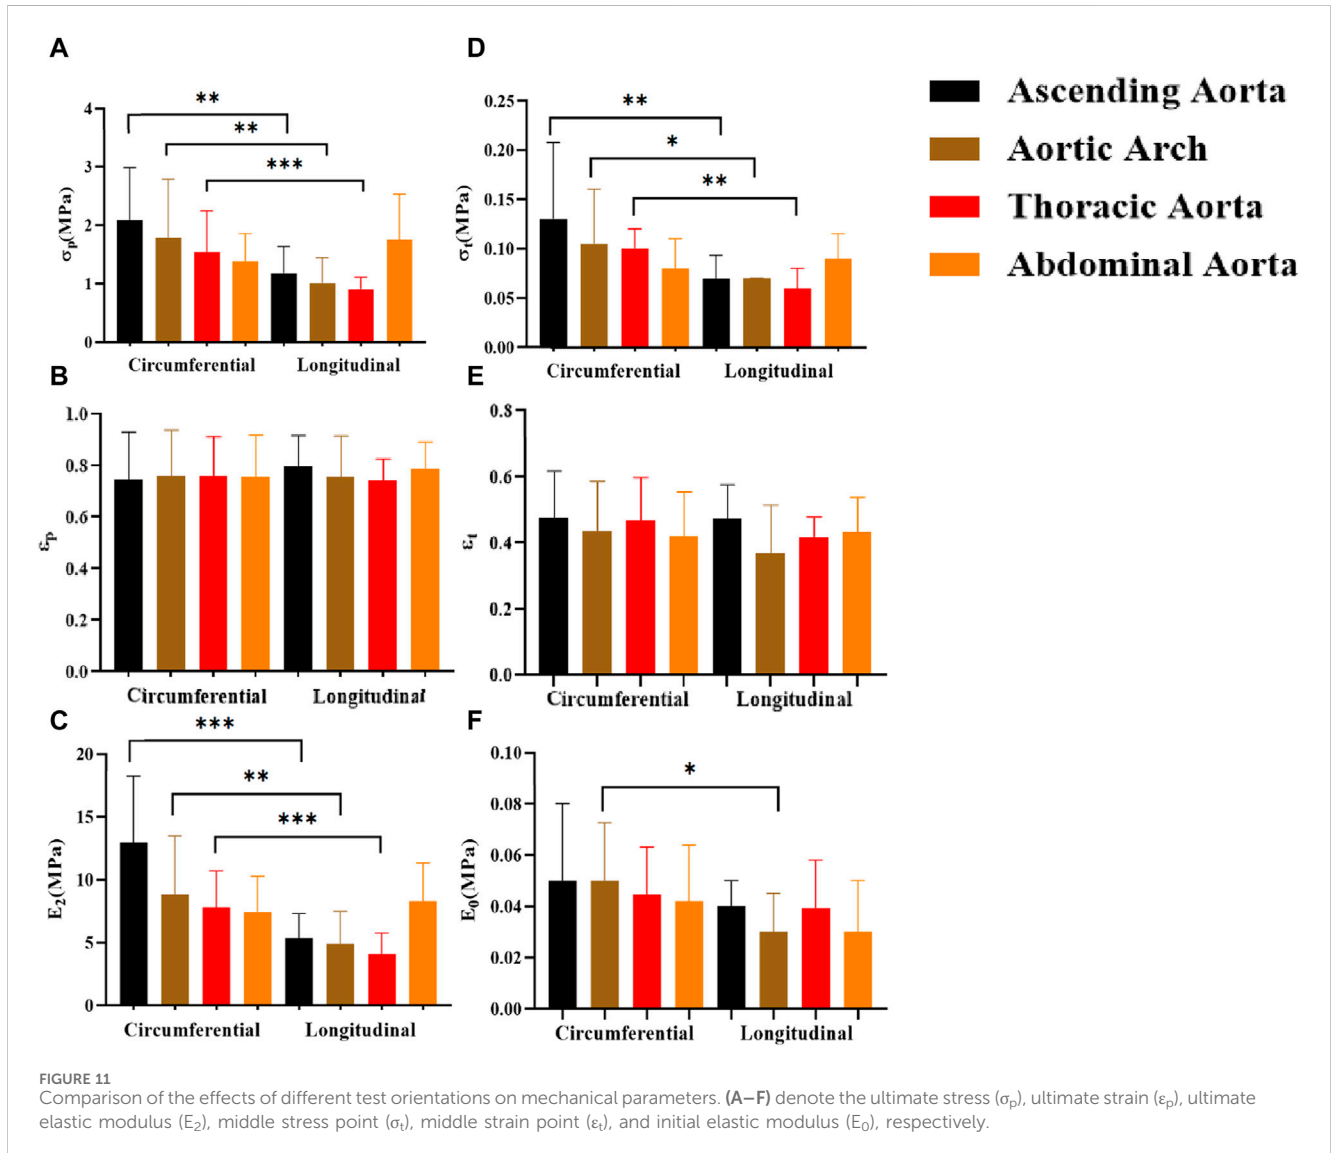 A
**
**
***
4
3
2
1
0
σp(MPa)
Circumferential
Longitudinal
D
**
*
**
0.25
0.20
0.15
0.10
0.05
0.00
σt(MPa)
Circumferential
Longitudinal
Ascending Aorta
Aortic Arch
Thoracic Aorta
Abdominal Aorta
B
1.0
0.8
0.6
0.4
0.2
0.0
εp
Circumferential
Longitudinal
E
0.8
0.6
0.4
0.2
0.0
εt
Circumferential
Longitudinal
C
***
**
***
20
15
10
5
0
E2(MPa)
Circumferential
Longitudinal
F
*
0.10
0.08
0.06
0.04
0.02
0.00
E0(MPa)
Circumferential
Longitudinal
FIGURE 11
Comparison of the effects of different test orientations on mechanical parameters. (A–F) denote the ultimate stress (σp), ultimate strain (εp), ultimate
elastic modulus (E2), middle stress point (σt), middle strain point (εt), and initial elastic modulus (E0), respectively.